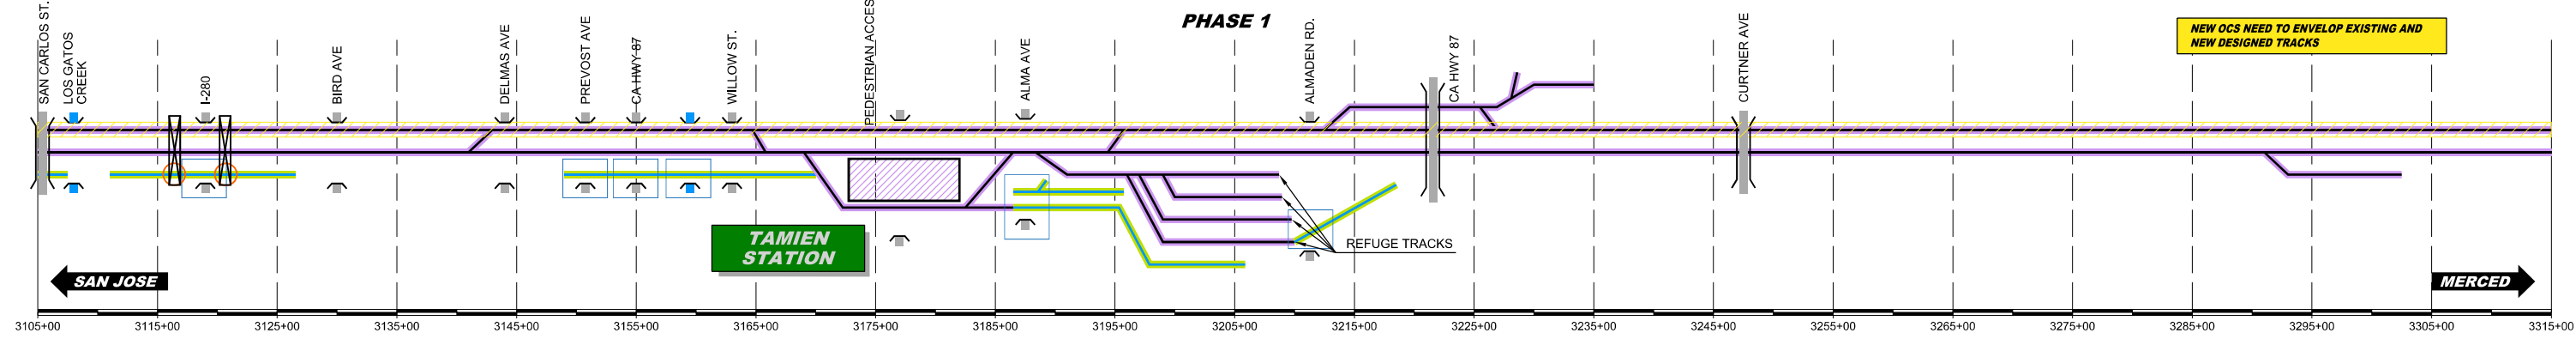 PHASE 1
NEW OCS NEED TO ENVELOP EXISTING AND
NEW DESIGNED TRACKS
SAN CARLOS ST.
LOS GATOS
CREEK
I-280
BIRD AVE
DELMAS AVE
PREVOST AVE
CA HWY 87
WILLOW ST.
PEDESTRIAN ACCES
ALMA AVE
ALMADEN RD.
CA HWY 87
CURTNER AVE
TAMIEN
STATION
REFUGE TRACKS
SAN JOSE
MERCED
3105+00 3115+00 3125+00 3135+00 3145+00 3155+00 3165+00 3175+00 3185+00 3195+00 3205+00 3215+00 3225+00 3235+00 3245+00 3255+00 3265+00 3275+00 3285+00 3295+00 3305+00 3315+00